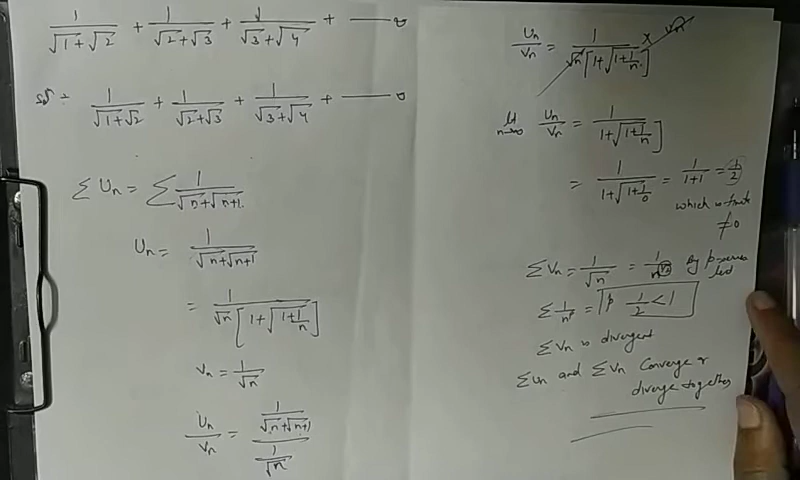 1/(√1+√2) + 1/(√2+√3) + 1/(√3+√4) + —— ∞
Sol ÷ 1/(√1+√2) + 1/(√2+√3) + 1/(√3+√4) + —— ∞
Σ Un = Σ 1/(√n+√n+1)
Un = 1/(√n+√n+1)
= 1/(√n[1+√(1+1/n)])
Vn = 1/√n
Un/Vn = (1/(√n+√n+1))/(1/√n)
Un/Vn = 1/(√n[1+√(1+1/n)]) × √n
lt n→∞ Un/Vn = 1/(1+√(1+1/n)]
= 1/(1+√(1+1/0)) = 1/(1+1) = 1/2
which is finite
≠0
ΣVn = 1/√n = 1/n^(1/2) By p-series test
Σ 1/n^p = p 1/2 < 1
ΣVn is divergent
ΣUn and ΣVn Converge or
diverge together